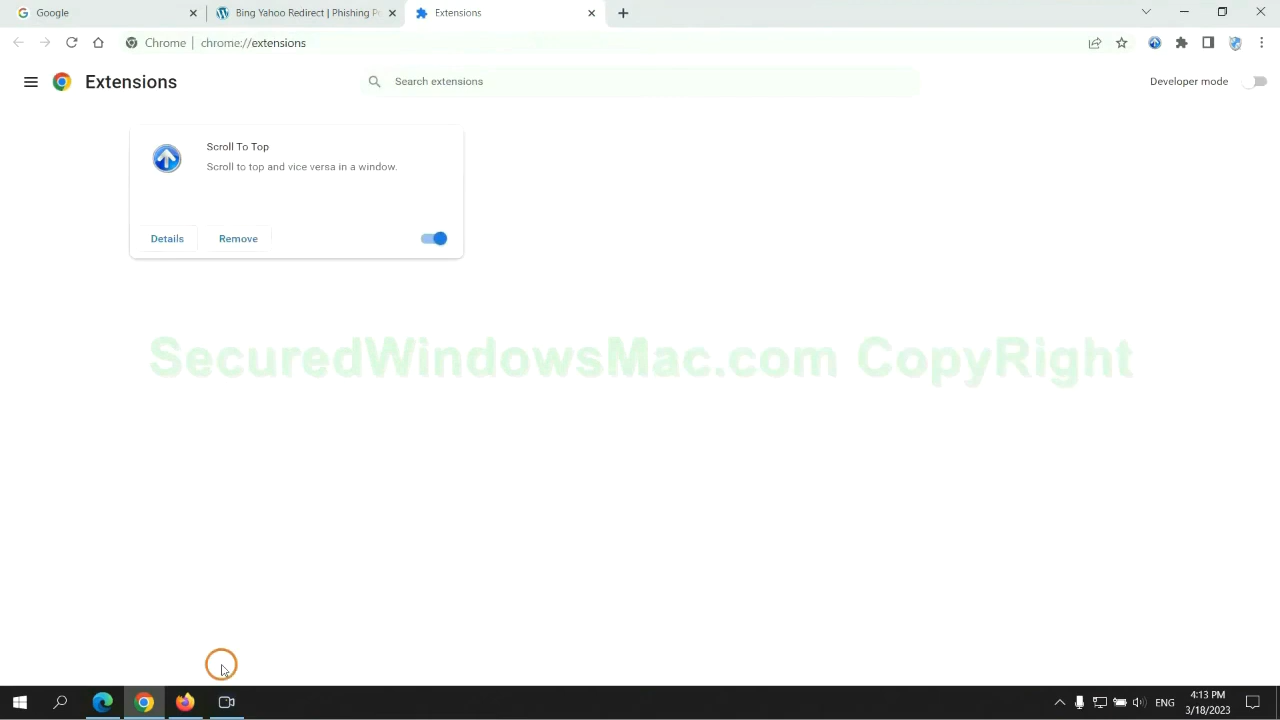 Google
Bing Yahoo Redirect | Phishing P
Extensions
Chrome
chrome://extensions
Extensions
Search extensions
Developer mode
Scroll To Top
Scroll to top and vice versa in a window.
Details
Remove
SecuredWindowsMac.com CopyRight
ENG
4:13 PM
3/18/2023